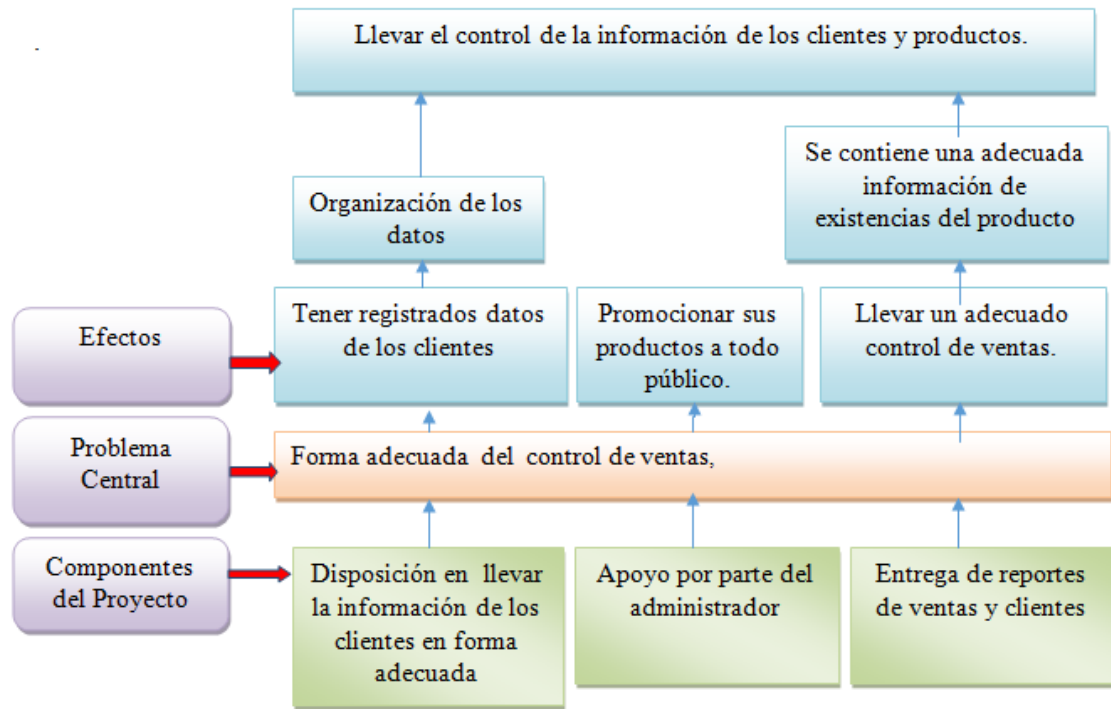 .
Llevar el control de la información de los clientes y productos.
Organización de los
datos
Se contiene una adecuada
información de
existencias del producto
Efectos
Tener registrados datos
de los clientes
Promocionar sus
productos a todo
público.
Llevar un adecuado
control de ventas.
Problema
Central
Forma adecuada del control de ventas,
Componentes
del Proyecto
Disposición en llevar
la información de los
clientes en forma
adecuada
Apoyo por parte del
administrador
Entrega de reportes
de ventas y clientes